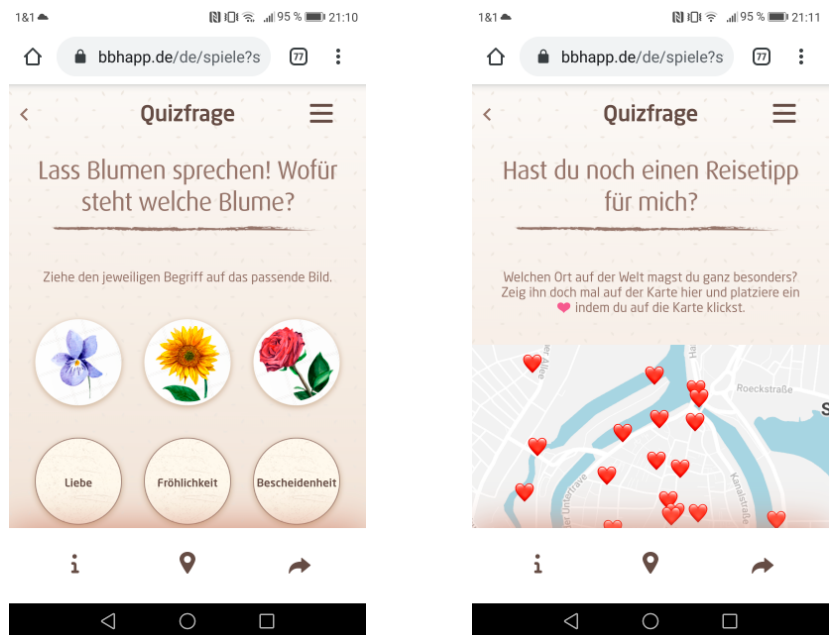 1&1
95 % 21:10
bbhapp.de/de/spiele?s
77
Quizfrage
Lass Blumen sprechen! Wofür
steht welche Blume?
Ziehe den jeweiligen Begriff auf das passende Bild.
Liebe
Fröhlichkeit
Bescheidenheit
i
1&1
95 % 21:11
bbhapp.de/de/spiele?s
77
Quizfrage
Hast du noch einen Reisetipp
für mich?
Welchen Ort auf der Welt magst du ganz besonders?
Zeig ihn doch mal auf der Karte hier und platziere ein
❤ indem du auf die Karte klickst.
Roeckstraße
Kanalstraße
Untertrave
i